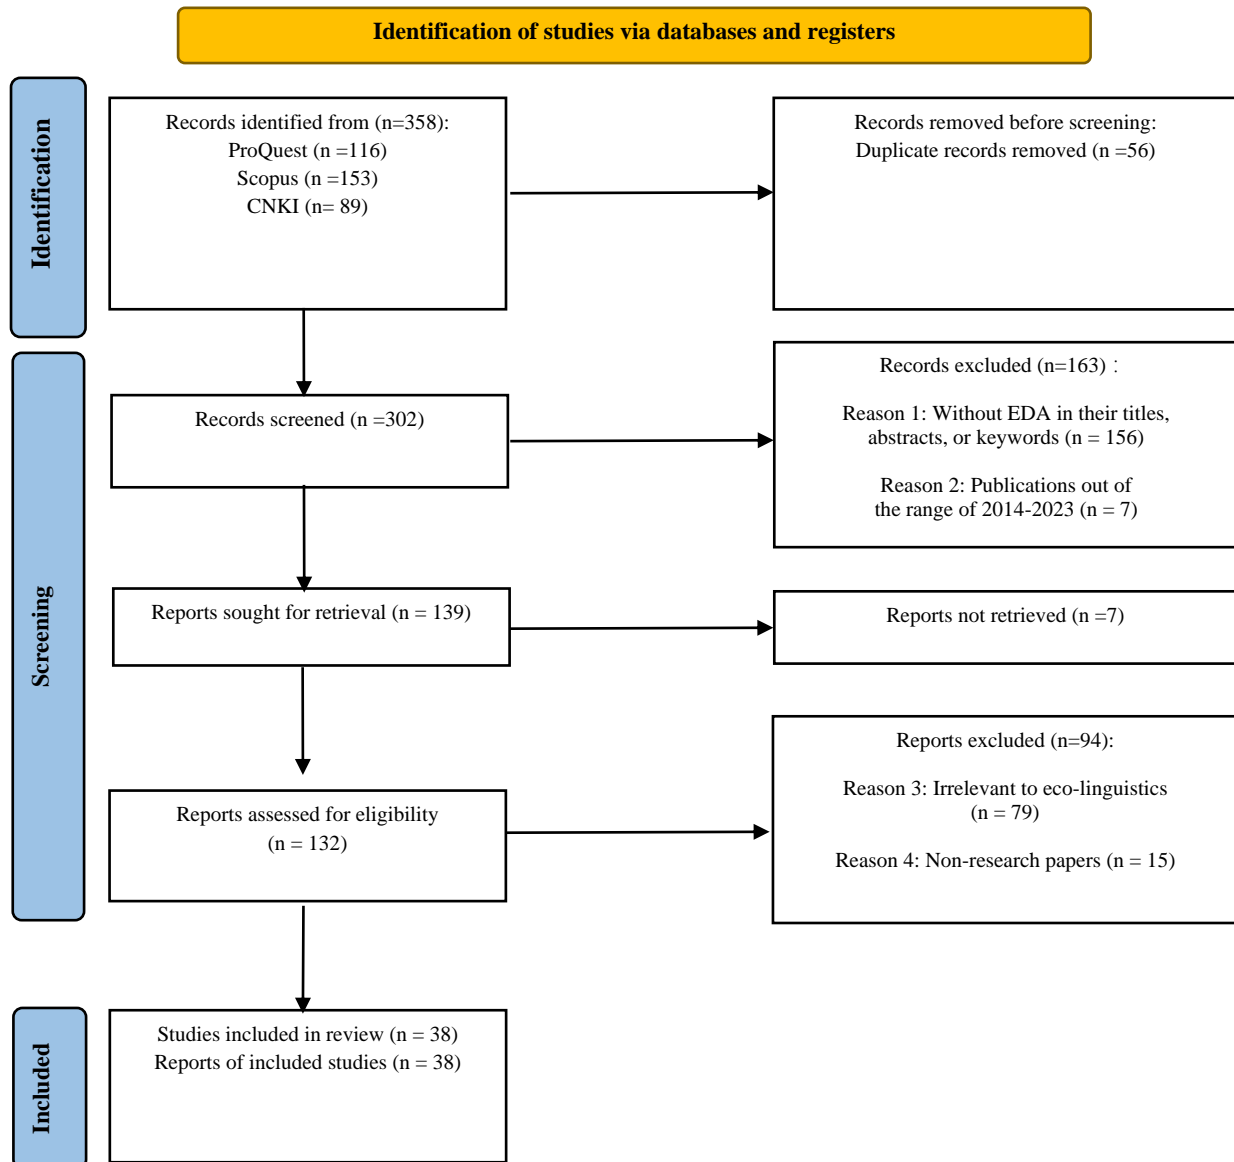 Identification of studies via databases and registers
Identification
Records identified from (n=358):
ProQuest (n =116)
Scopus (n =153)
CNKI (n= 89)
Records removed before screening:
Duplicate records removed (n =56)
Screening
Records screened (n =302)
Records excluded (n=163) :
Reason 1: Without EDA in their titles,
abstracts, or keywords (n = 156)
Reason 2: Publications out of
the range of 2014-2023 (n = 7)
Reports sought for retrieval (n = 139)
Reports not retrieved (n =7)
Reports assessed for eligibility
(n = 132)
Reports excluded (n=94):
Reason 3: Irrelevant to eco-linguistics
(n = 79)
Reason 4: Non-research papers (n = 15)
Included
Studies included in review (n = 38)
Reports of included studies (n = 38)